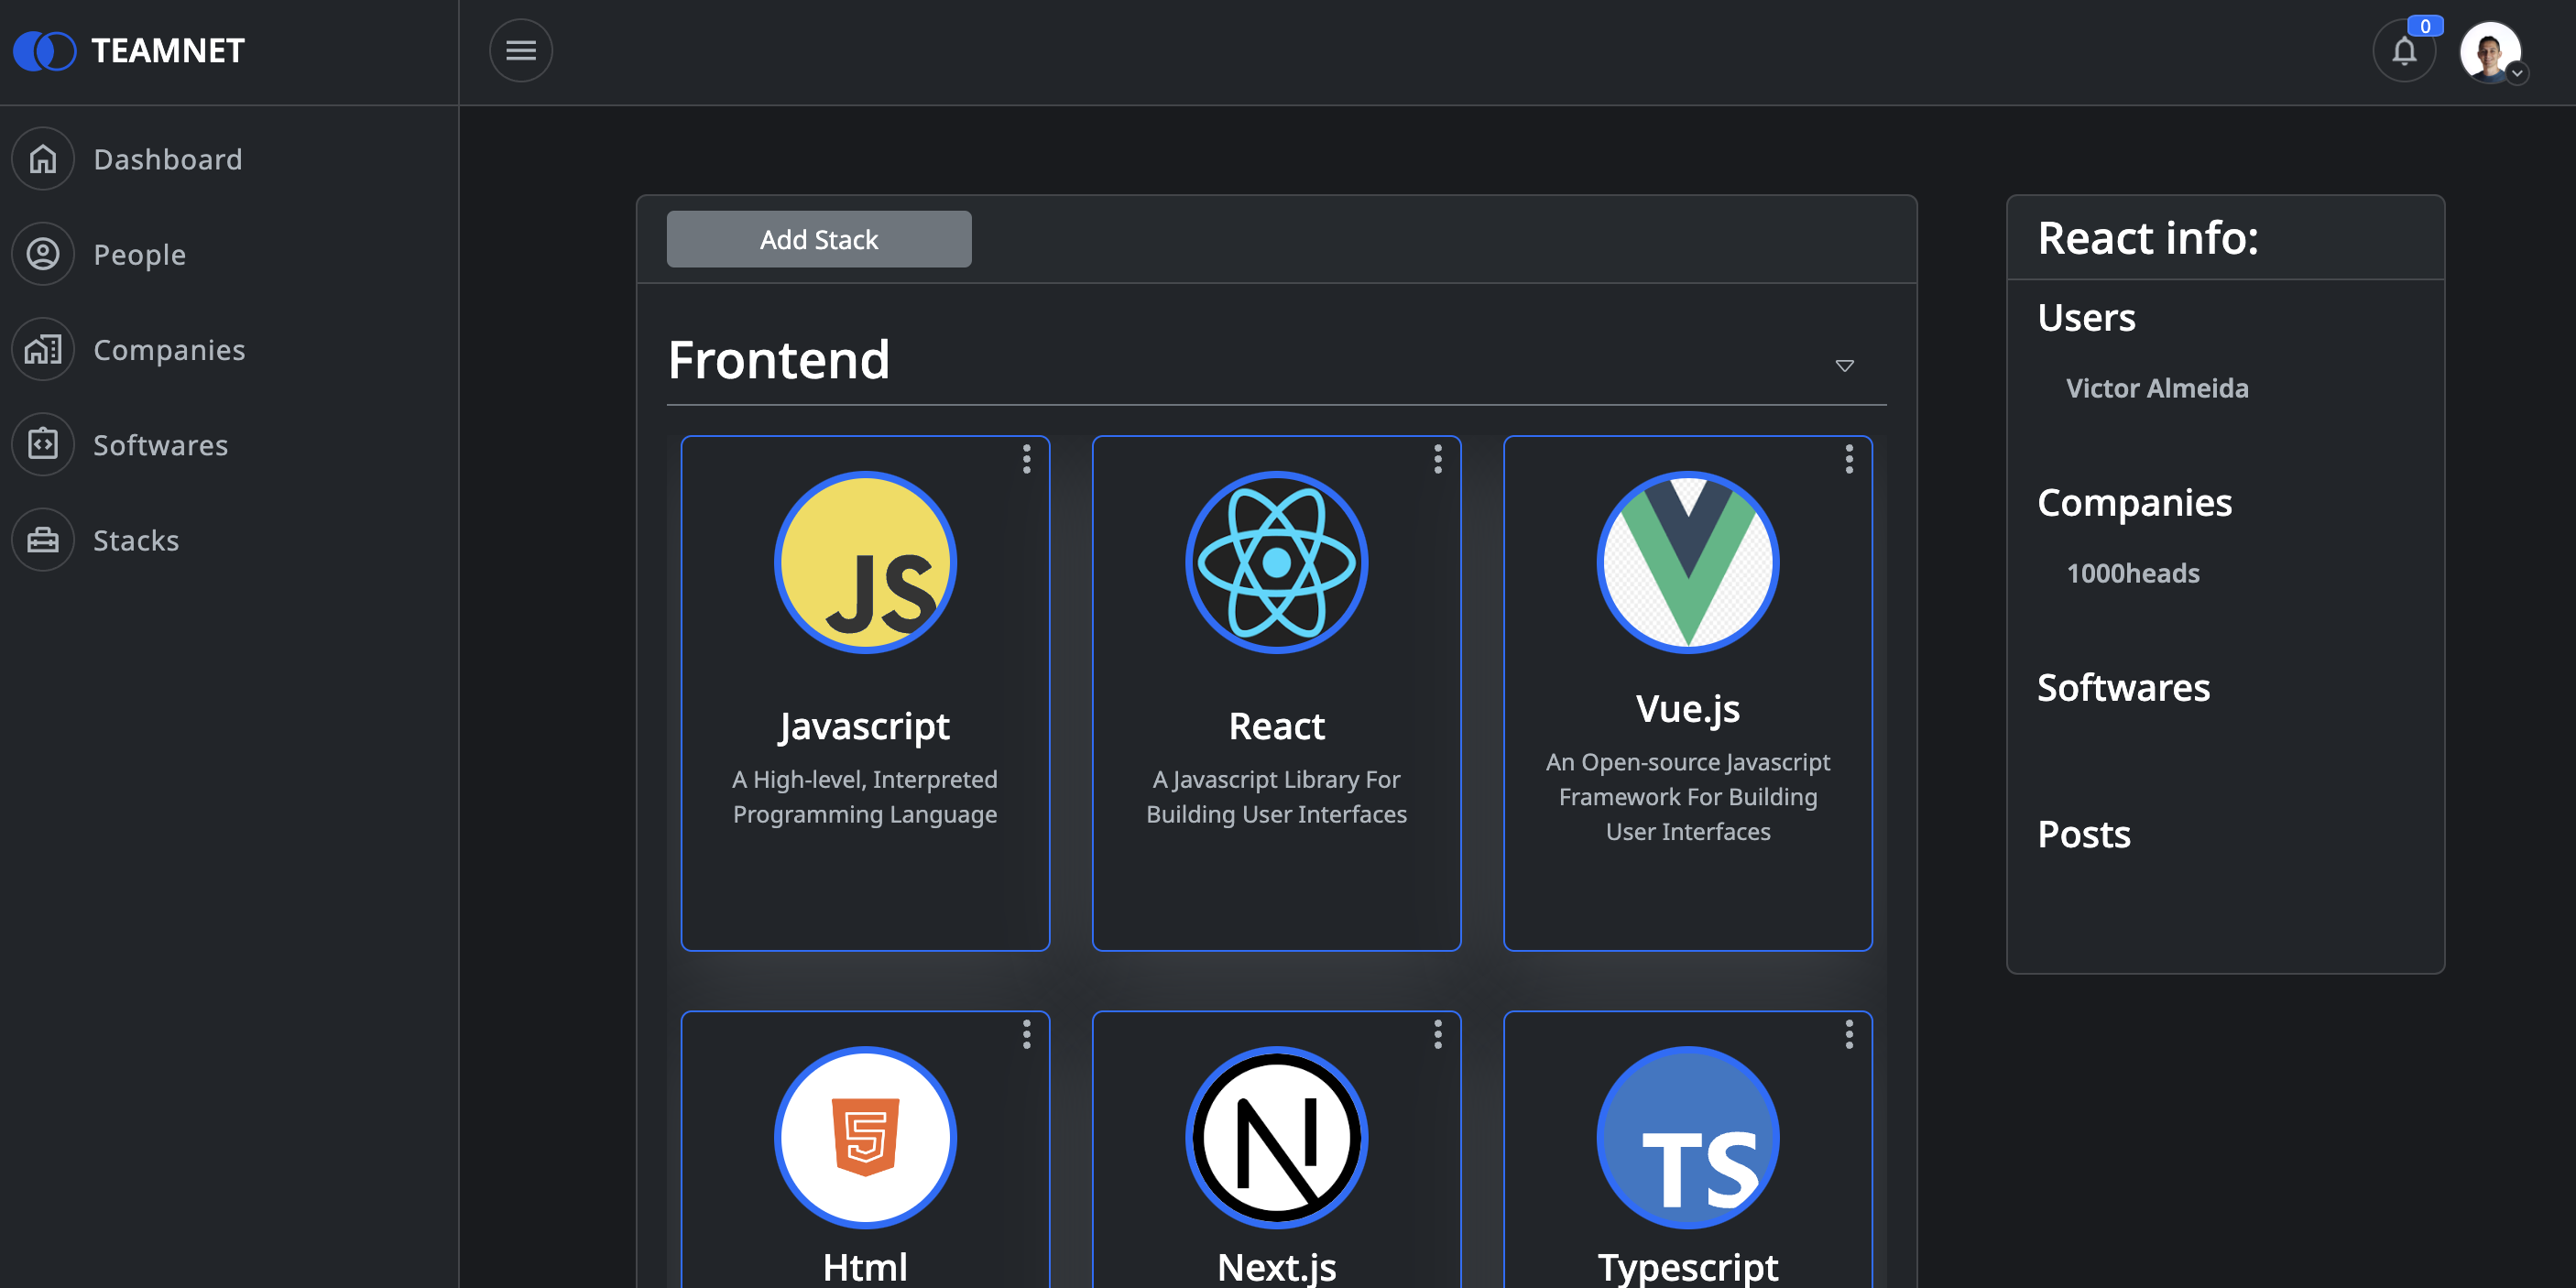 TEAMNET
0
Dashboard
People
Companies
Softwares
Stacks
Add Stack
Frontend
JS
Javascript
A High-level, Interpreted
Programming Language
React
A Javascript Library For
Building User Interfaces
Vue.js
An Open-source Javascript
Framework For Building
User Interfaces
5
Html
N
Next.js
TS
Typescript
React info:
Users
Victor Almeida
Companies
1000heads
Softwares
Posts